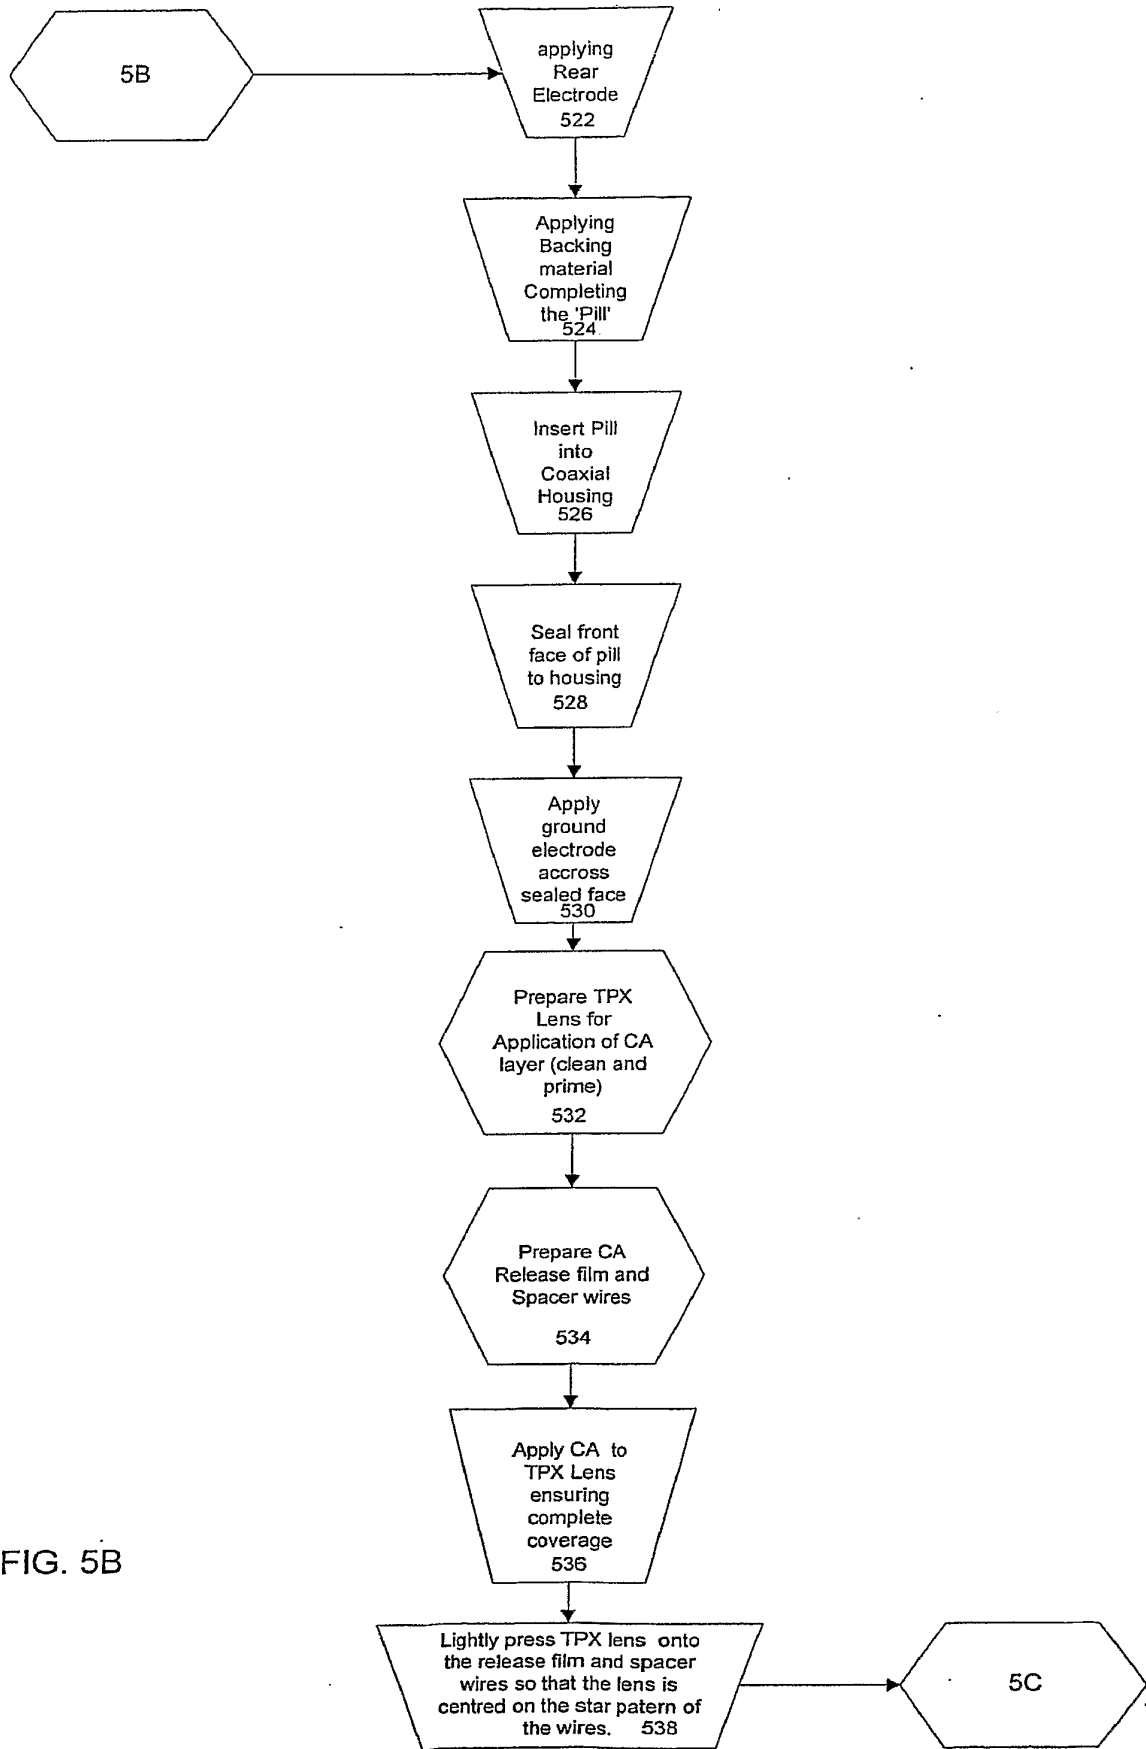 5B
applying
Rear
Electrode
522
Applying
Backing
material
Completing
the 'Pill'
524
Insert Pill
into
Coaxial
Housing
526
Seal front
face of pill
to housing
528
Apply
ground
electrode
accross
sealed face
530
Prepare TPX
Lens for
Application of CA
layer (clean and
prime)
532
Prepare CA
Release film and
Spacer wires
534
Apply CA to
TPX Lens
ensuring
complete
coverage
536
Lightly press TPX lens onto
the release film and spacer
wires so that the lens is
centred on the star patern of
the wires. 538
5C
FIG. 5B